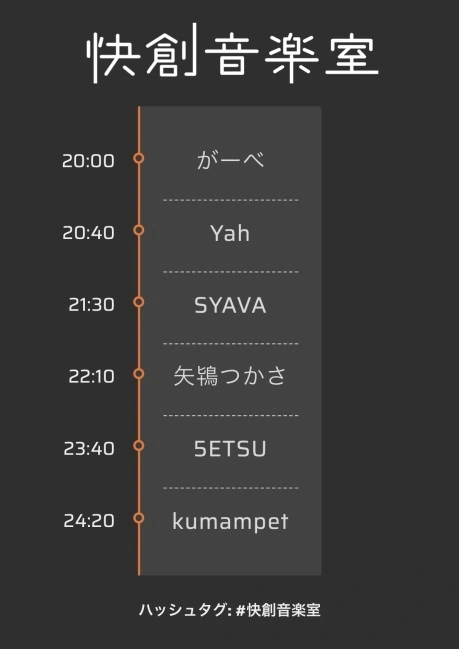 快創音楽室
20:00 がーべ
20:40 Yah
21:30 SYAVA
22:10 矢鴇つかさ
23:40 5ETSU
24:20 kumampet
ハッシュタグ: #快創音楽室